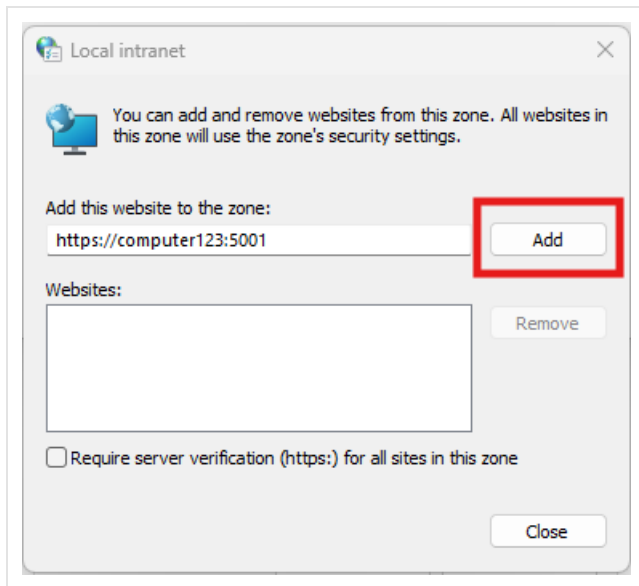 Local intranet
You can add and remove websites from this zone. All websites in
this zone will use the zone's security settings.
Add this website to the zone:
https://computer123:5001
Add
Websites:
Remove
Require server verification (https:) for all sites in this zone
Close